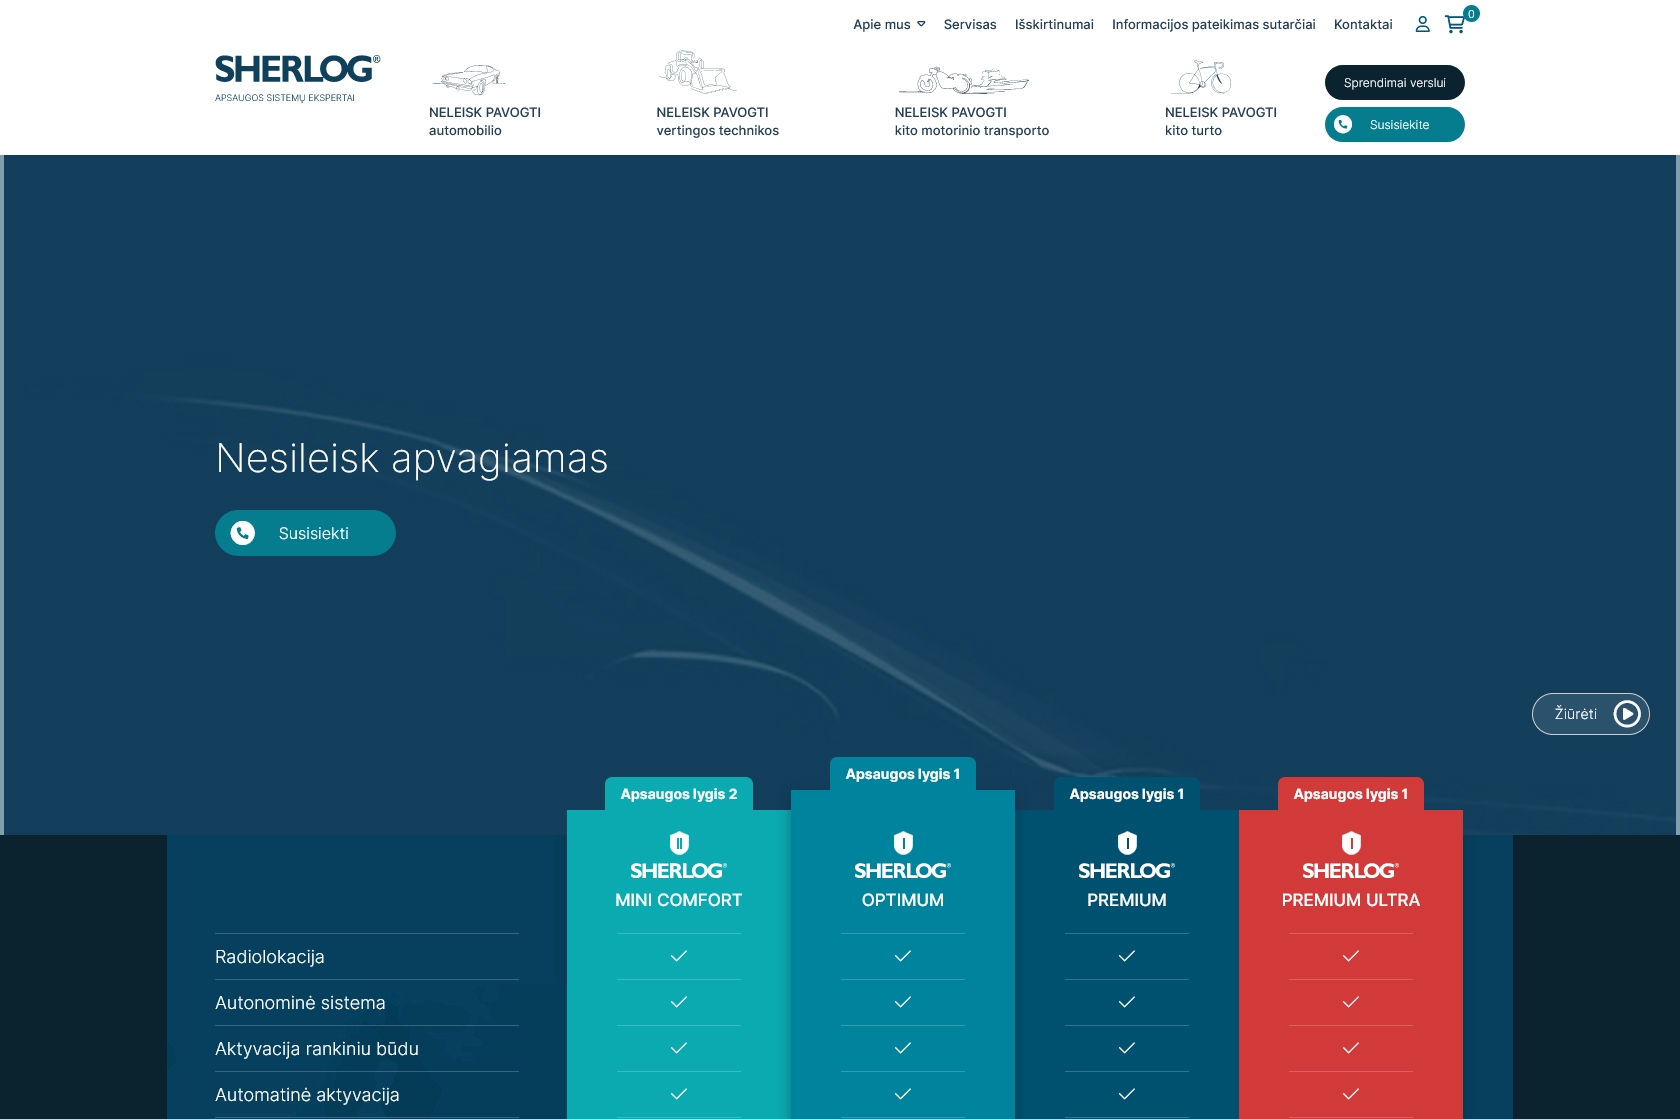 Apie mus Servisas Išskirtinumai Informacijos pateikimas sutarčiai Kontaktai 0
SHERLOG®
APSAUGOS SISTEMŲ EKSPERTAI
NELEISK PAVOGTI
automobilio
NELEISK PAVOGTI
vertingos technikos
NELEISK PAVOGTI
kito motorinio transporto
NELEISK PAVOGTI
kito turto
Sprendimai verslui
Susisiekite
Nesileisk apvagiamas
Susisiekti
Žiūrėti
Apsaugos lygis 2 Apsaugos lygis 1 Apsaugos lygis 1 Apsaugos lygis 1
II I I I
SHERLOG® SHERLOG® SHERLOG® SHERLOG®
MINI COMFORT OPTIMUM PREMIUM PREMIUM ULTRA
Radiolokacija
Autonominė sistema
Aktyvacija rankiniu būdu
Automatinė aktyvacija